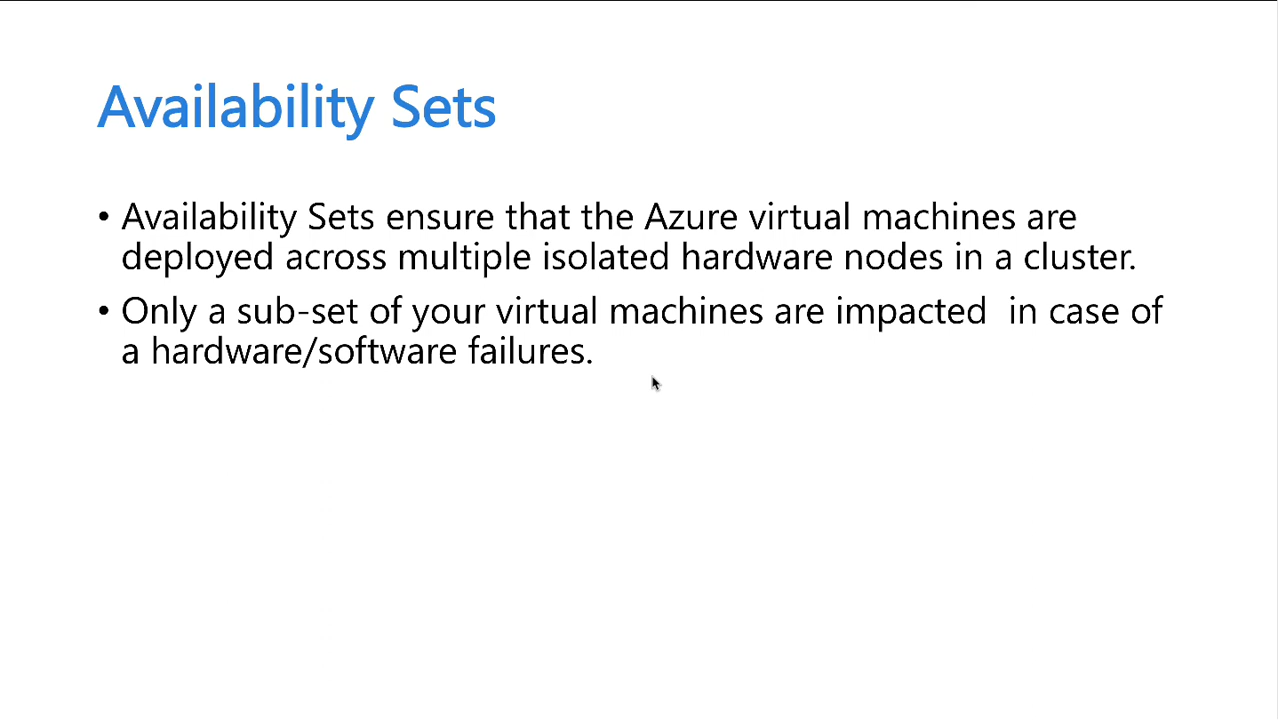 Availability Sets
• Availability Sets ensure that the Azure virtual machines are
deployed across multiple isolated hardware nodes in a cluster.
• Only a sub-set of your virtual machines are impacted  in case of
a hardware/software failures.